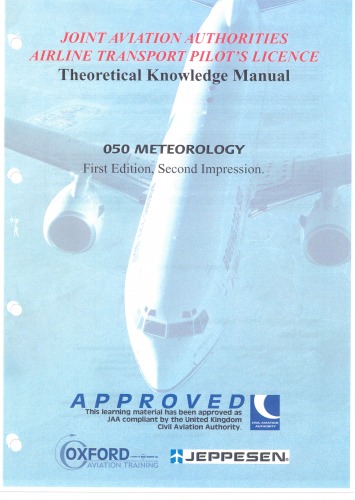 JOINT AVIATION AUTHORITIES
AIRLINE TRANSPORT PILOT'S LICENCE
Theoretical Knowledge Manual
050 METEOROLOGY
First Edition, Second Impression.
APPROVED
This learning material has been approved as
JAA compliant by the United Kingdom
Civil Aviation Authority.
CIVIL AVIATION
AUTHORITY
OXFORD
AVIATION TRAINING
JEPPESEN